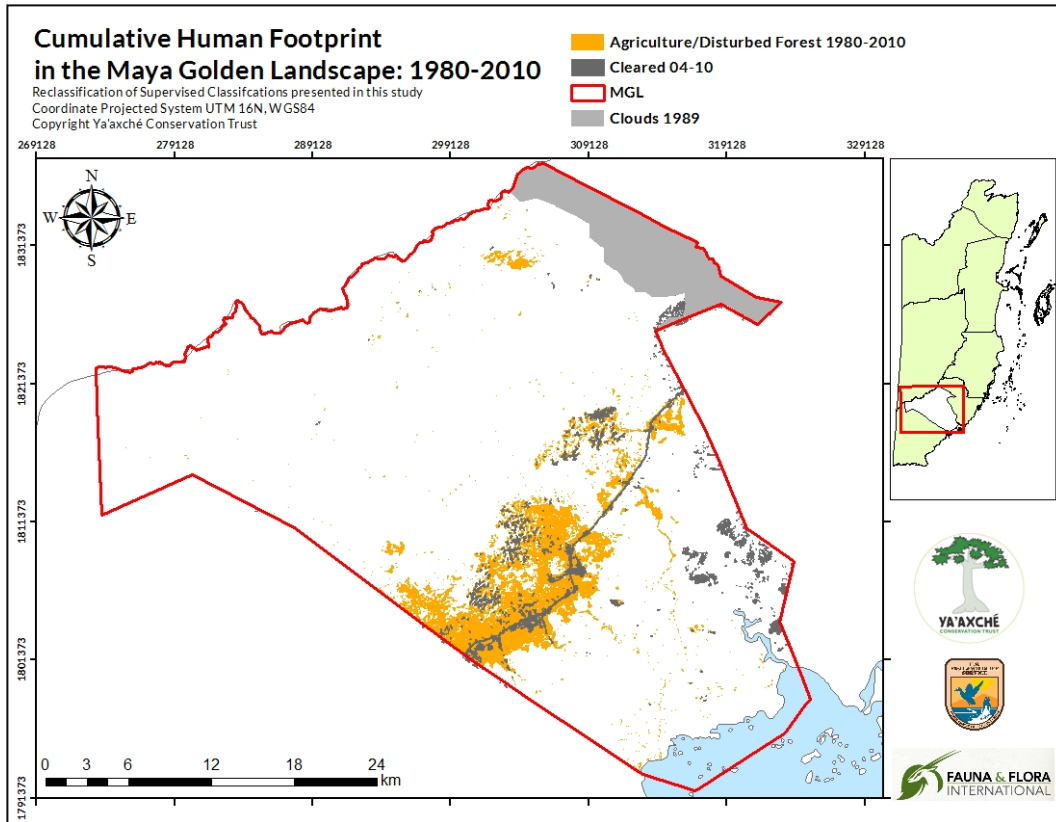 Cumulative Human Footprint
in the Maya Golden Landscape: 1980-2010
Reclassification of Supervised Classifcations presented in this study
Coordinate Projected System UTM 16N, WGS84
Copyright Ya'axché Conservation Trust
Agriculture/Disturbed Forest 1980-2010
Cleared 04-10
MGL
Clouds 1989
269128 279128 289128 299128 309128 319128 329128
N
W E
S
1831373
1821373
1811373
1801373
1791373
0 3 6 12 18 24
km
YA'AXCHÉ
CONSERVATION TRUST
FAUNA & FLORA
INTERNATIONAL